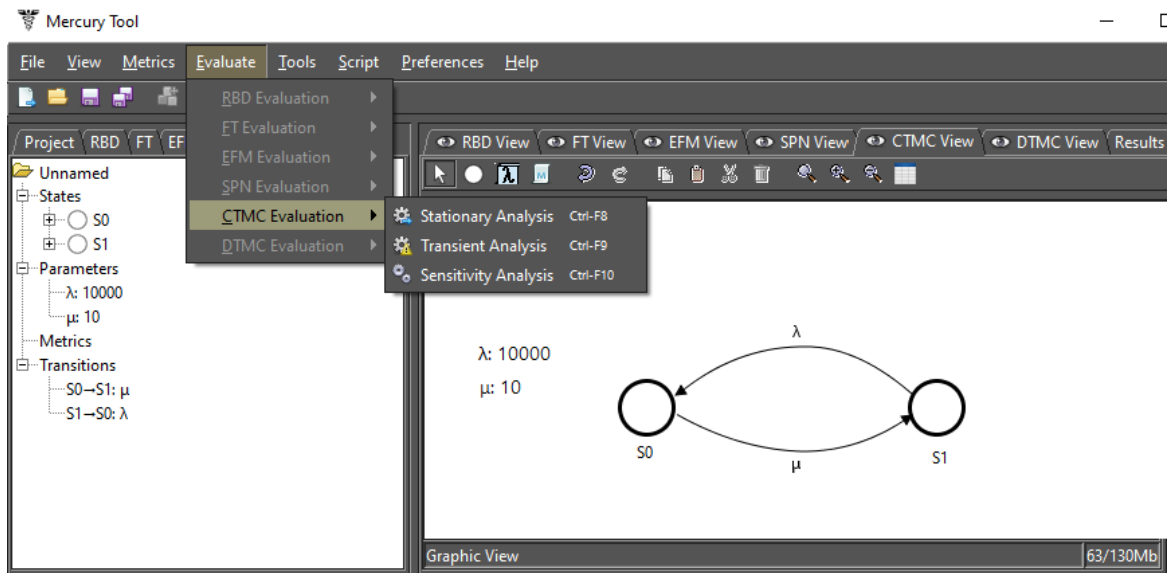 Mercury Tool
File View Metrics Evaluate Tools Script Preferences Help
RBD Evaluation
FT Evaluation
EFM Evaluation
SPN Evaluation
CTMC Evaluation
DTMC Evaluation
Stationary Analysis Ctrl-F8
Transient Analysis Ctrl-F9
Sensitivity Analysis Ctrl-F10
Project RBD FT EF
Unnamed
States
S0
S1
Parameters
λ: 10000
μ: 10
Metrics
Transitions
S0→S1: μ
S1→S0: λ
RBD View FT View EFM View SPN View CTMC View DTMC View Results
λ M
λ: 10000
μ: 10
λ
S0
S1
μ
Graphic View 63/130Mb